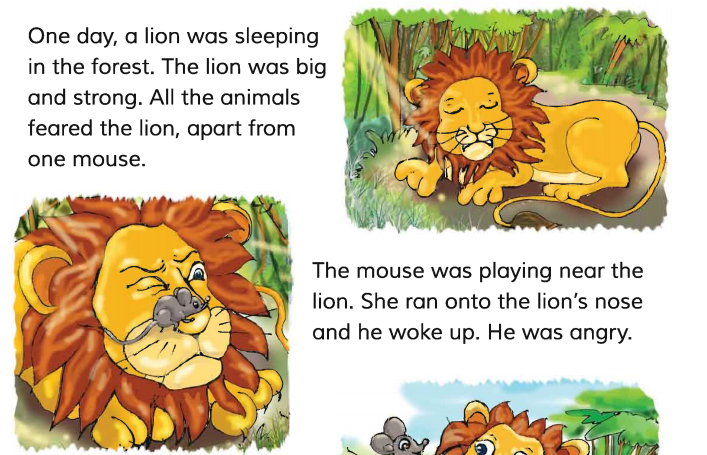 One day, a lion was sleeping
in the forest. The lion was big
and strong. All the animals
feared the lion, apart from
one mouse.
The mouse was playing near the
lion. She ran onto the lion’s nose
and he woke up. He was angry.